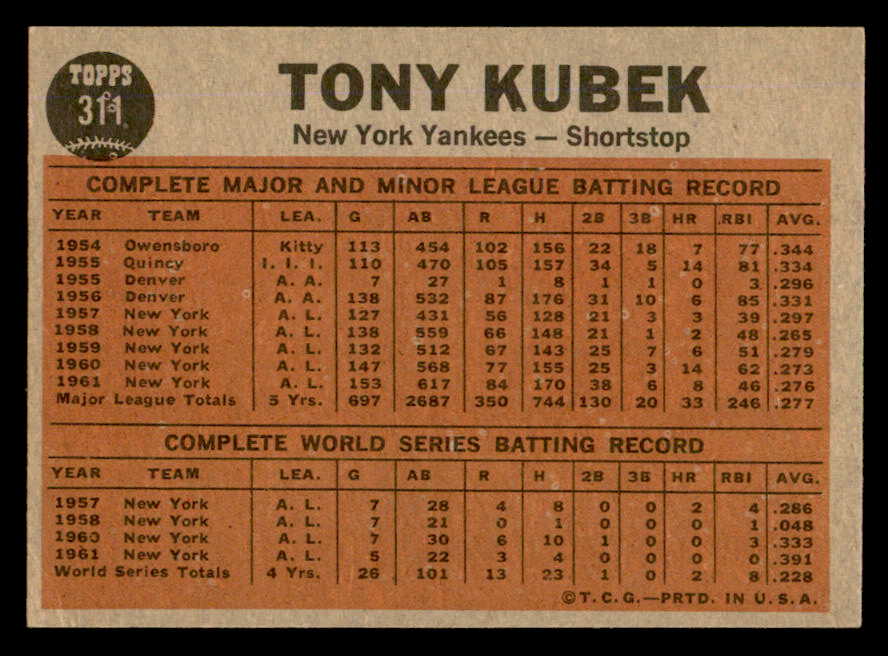 TOPPS
311
TONY KUBEK
New York Yankees — Shortstop
COMPLETE MAJOR AND MINOR LEAGUE BATTING RECORD
YEAR TEAM LEA. G AB R H 2B 3B HR RBI AVG.
1954 Owensboro Kitty 113 454 102 156 22 18 7 77 .344
1955 Quincy I. I. I. 110 470 105 157 34 5 14 81 .334
1955 Denver A. A. 7 27 1 8 1 1 0 3 .296
1956 Denver A. A. 138 532 87 176 31 10 6 85 .331
1957 New York A. L. 127 431 56 128 21 3 3 39 .297
1958 New York A. L. 138 559 66 148 21 1 2 48 .265
1959 New York A. L. 132 512 67 143 25 7 6 51 .279
1960 New York A. L. 147 568 77 155 25 3 14 62 .273
1961 New York A. L. 153 617 84 170 38 6 8 46 .276
Major League Totals 5 Yrs. 697 2687 350 744 130 20 33 246 .277
COMPLETE WORLD SERIES BATTING RECORD
YEAR TEAM LEA. G AB R H 2B 3B HR RBI AVG.
1957 New York A. L. 7 28 4 8 0 0 2 4 .286
1958 New York A. L. 7 21 0 1 0 0 0 1 .048
1960 New York A. L. 7 30 6 10 1 0 0 3 .333
1961 New York A. L. 5 22 3 4 0 0 0 0 .391
World Series Totals 4 Yrs. 26 101 13 23 1 0 2 8 .228
© T. C. G.—PRTD. IN U. S. A.